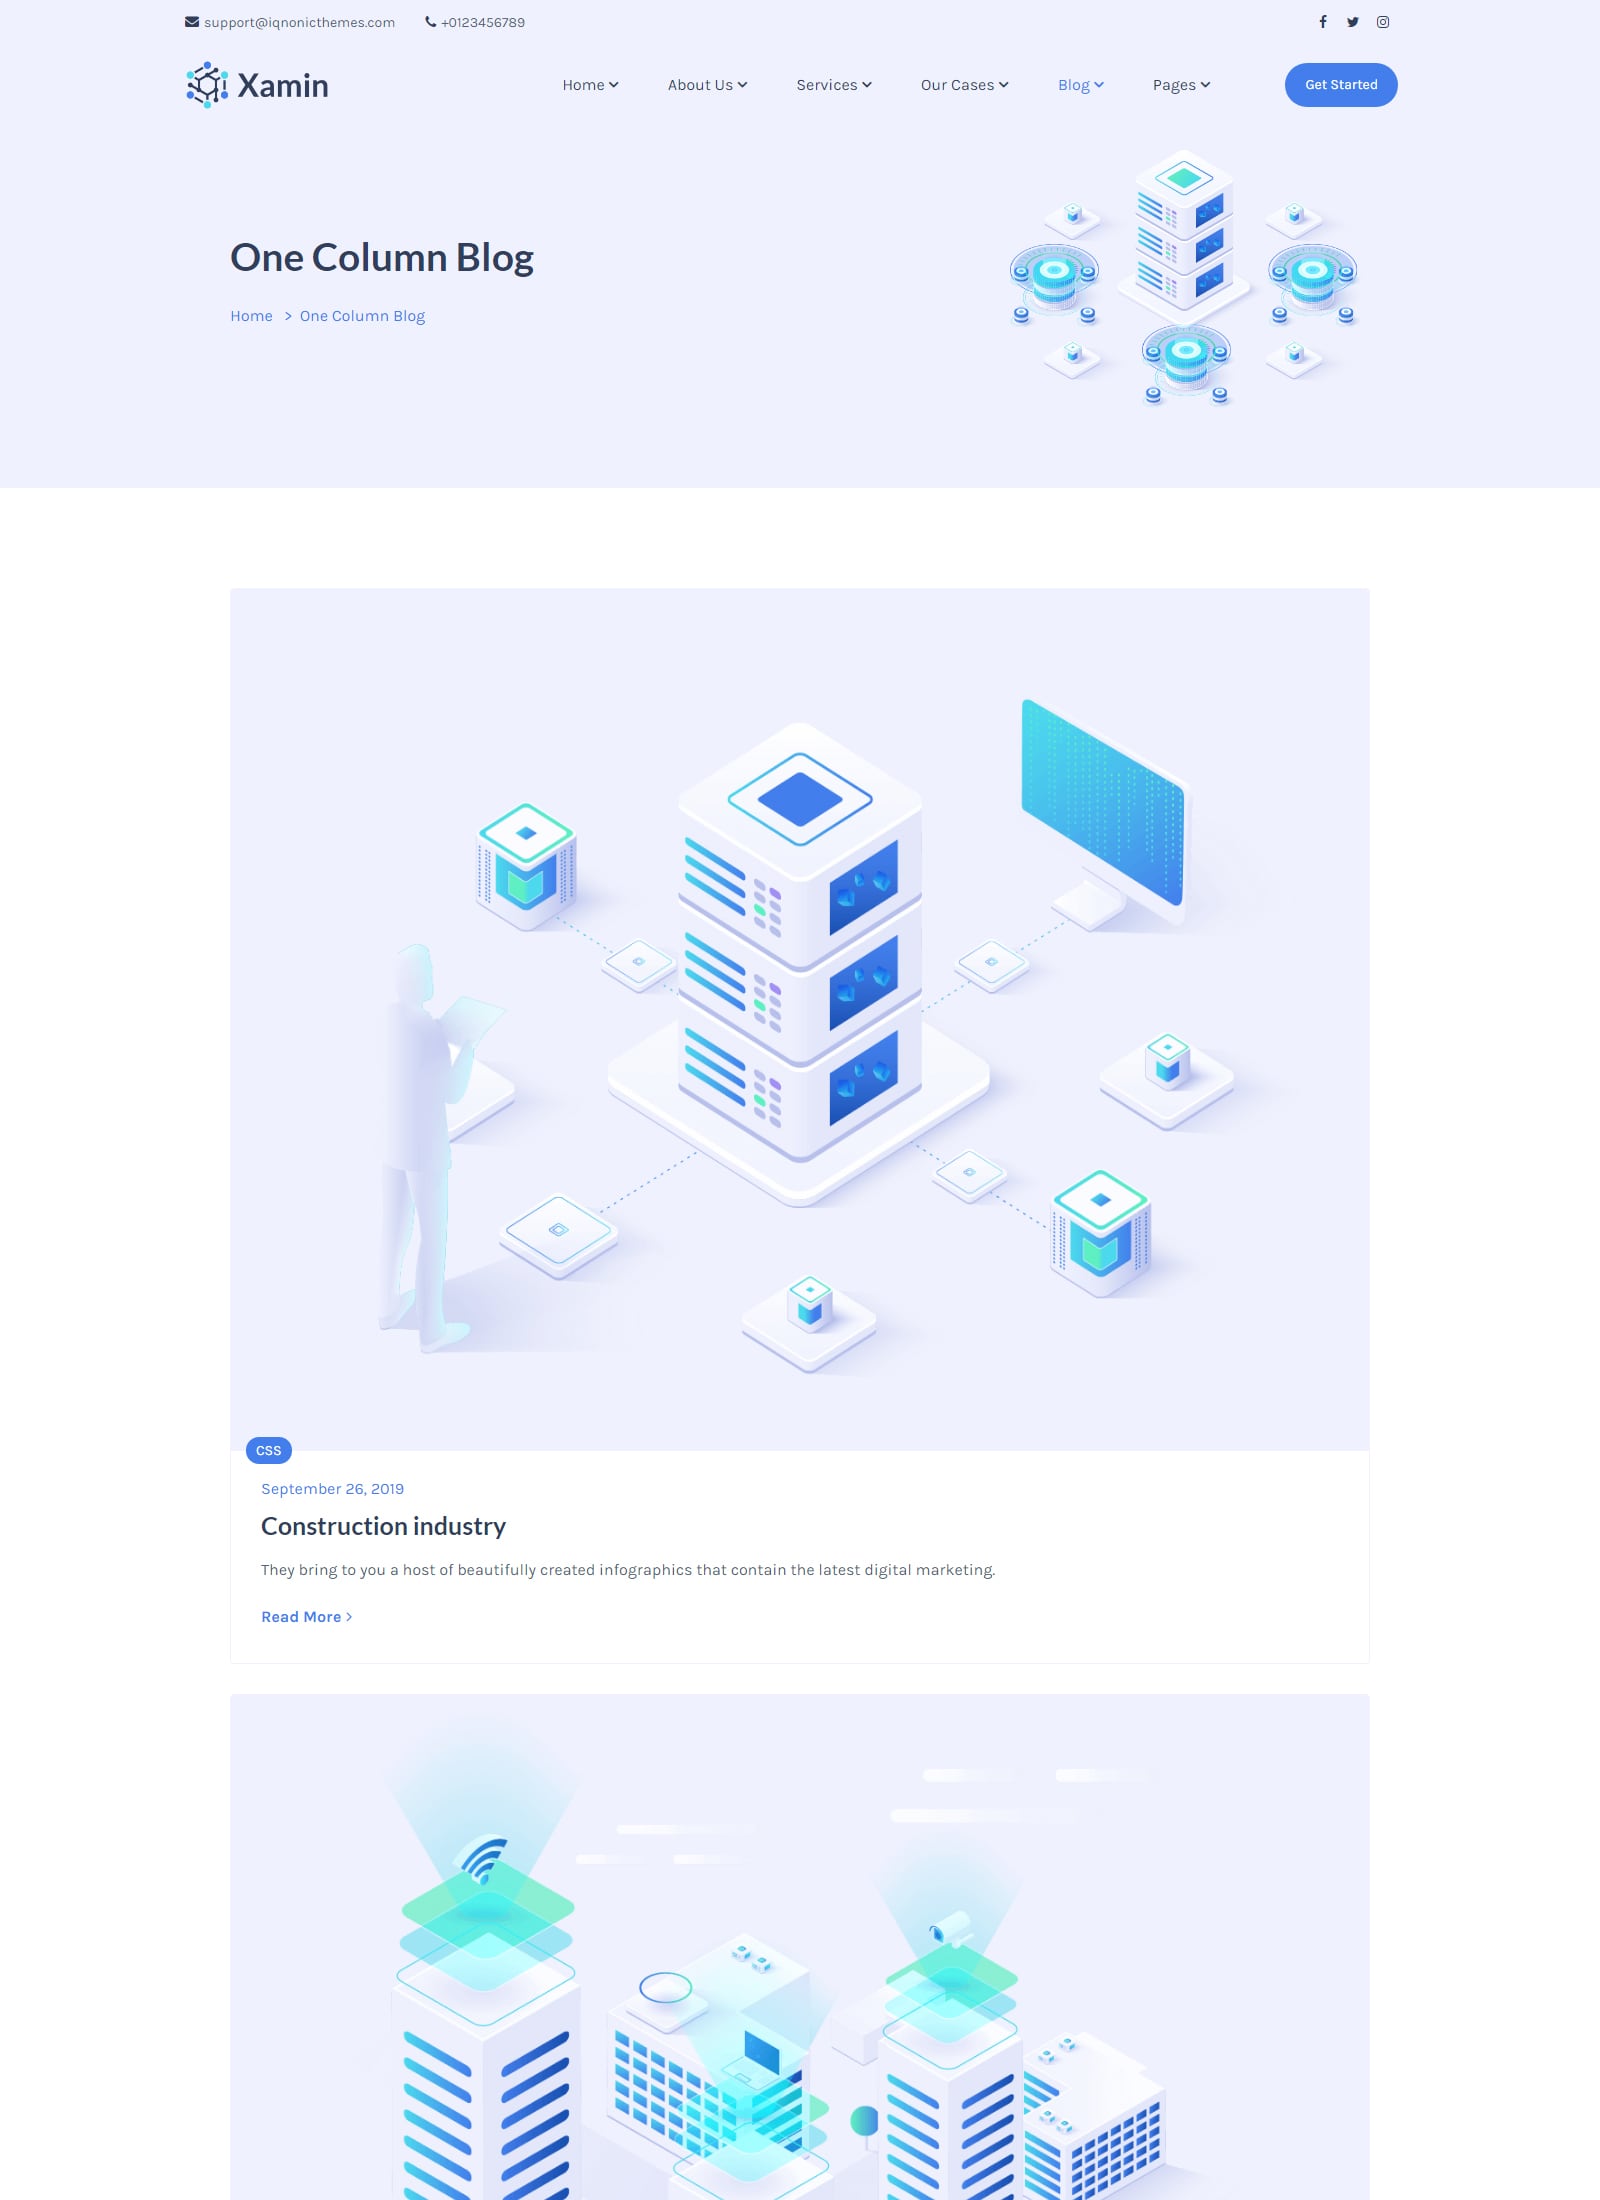 support@iqnonicthemes.com +0123456789
Xamin Home About Us Services Our Cases Blog Pages Get Started
One Column Blog
Home > One Column Blog
CSS
September 26, 2019
Construction industry
They bring to you a host of beautifully created infographics that contain the latest digital marketing.
Read More >